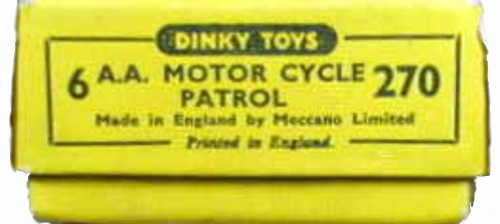 DINKY TOYS
6 A.A. MOTOR CYCLE 270
PATROL
Made in England by Meccano Limited
Printed in England.